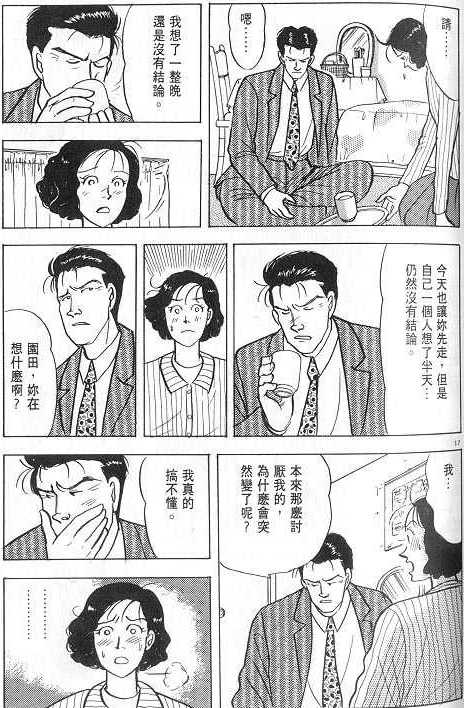 請⋯⋯
嗯⋯⋯
我想了一整晚
還是沒有結論。
今天也讓妳先走，但是
自己一個人想了半天⋯
仍然沒有結論。
園田，妳在
想什麼啊？
17
我⋯
本來那麼討
厭我的，
為什麼會突
然變了呢？
我真的
搞不懂。
⋯⋯⋯